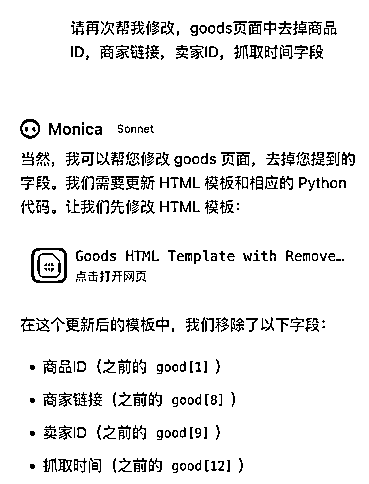 请再次帮我修改，goods页面中去掉商品
ID，商家链接，卖家ID，抓取时间字段
Monica Sonnet
当然，我可以帮您修改 goods 页面，去掉您提到的
字段。我们需要更新 HTML 模板和相应的 Python
代码。让我们先修改 HTML 模板：
Goods HTML Template with Remove…
点击打开网页
在这个更新后的模板中，我们移除了以下字段：
• 商品ID（之前的 good[1] ）
• 商家链接（之前的 good[8] ）
• 卖家ID（之前的 good[9] ）
• 抓取时间（之前的 good[12] ）